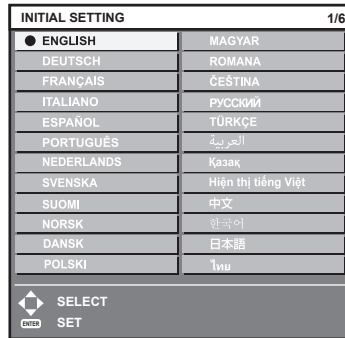 INITIAL SETTING 1/6
ENGLISH
DEUTSCH
FRANÇAIS
ITALIANO
ESPAÑOL
PORTUGUÊS
NEDERLANDS
SVENSKA
SUOMI
NORSK
DANSK
POLSKI
MAGYAR
ROMANA
ČEŠTINA
РУССКИЙ
TÜRKÇE
العربية
Қазақ
Hiện thị tiếng Việt
中文
한국어
日本語
ไทย
SELECT
ENTER SET